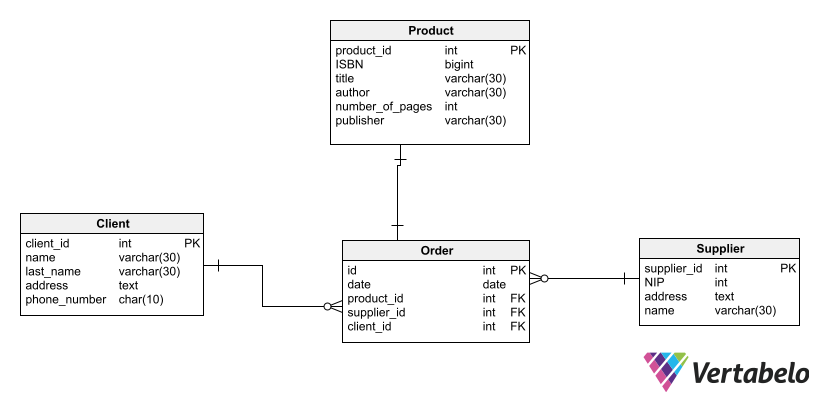 Product
product_id int PK
ISBN bigint
title varchar(30)
author varchar(30)
number_of_pages int
publisher varchar(30)
Client
client_id int PK
name varchar(30)
last_name varchar(30)
address text
phone_number char(10)
Order
id int PK
date date
product_id int FK
supplier_id int FK
client_id int FK
Supplier
supplier_id int PK
NIP int
address text
name varchar(30)
Vertabelo